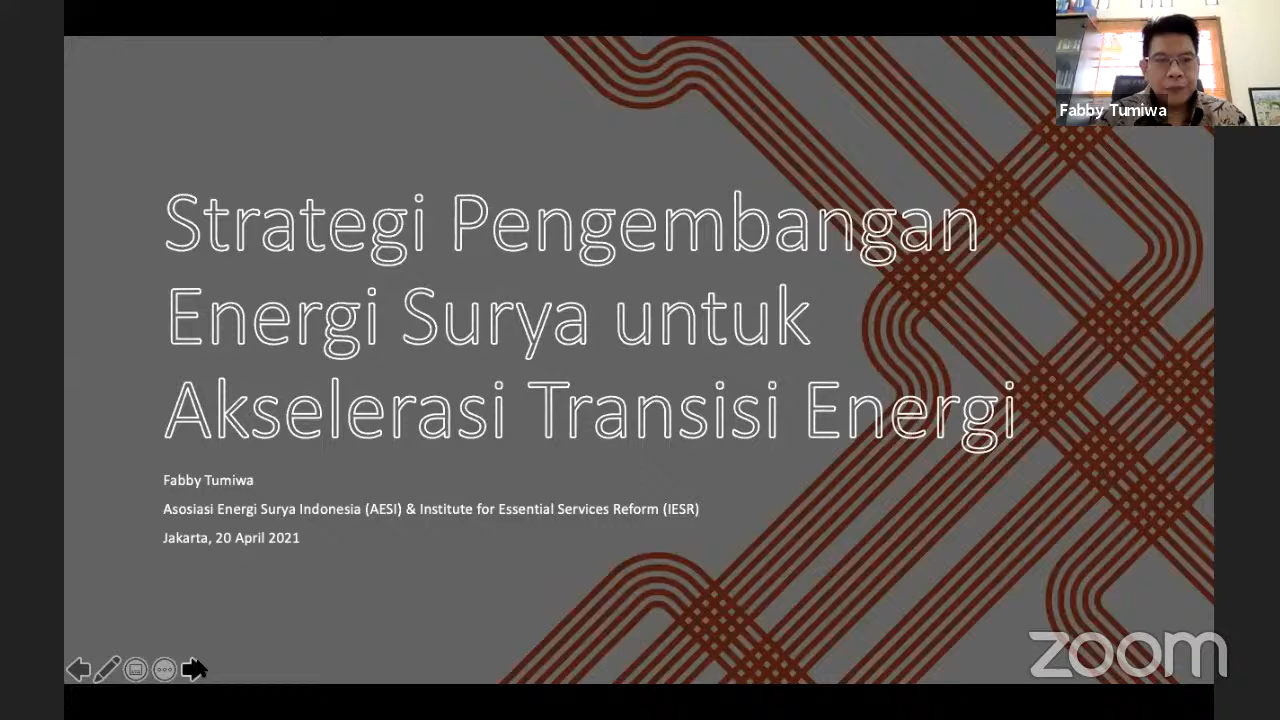 Fabby Tumiwa
Strategi Pengembangan
Energi Surya untuk
Akselerasi Transisi Energi
Fabby Tumiwa
Asosiasi Energi Surya Indonesia (AESI) & Institute for Essential Services Reform (IESR)
Jakarta, 20 April 2021
zoom